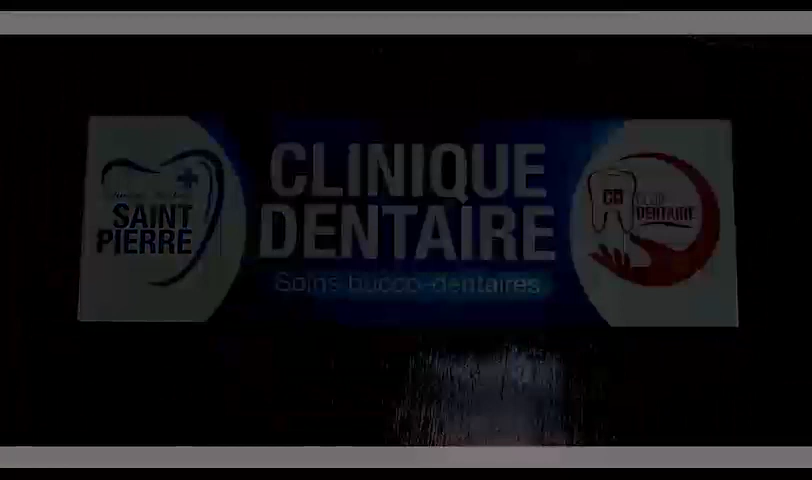 SAINT
PIERRE
CLINIQUE
DENTAIRE
Soins bucco-dentaires
CD
DENTAIRE